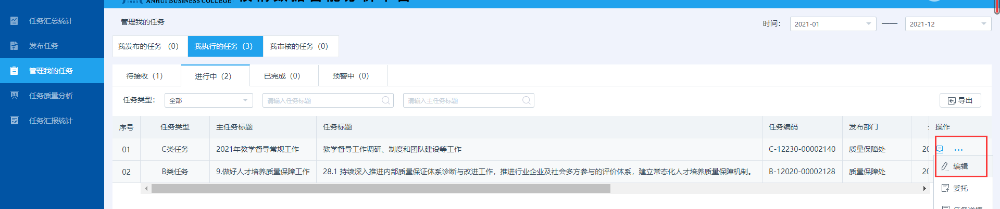 ANHUI BUSINESS COLLEGE
任务汇总统计
发布任务
管理我的任务
任务质量分析
任务汇报统计
管理我的任务
时间： 2021-01 —— 2021-12
我发布的任务 （0） 我执行的任务（3） 我审核的任务（0）
待接收（1） 进行中（2） 已完成（0） 预警中（0）
任务类型： 全部 请输入任务标题 请输入主任务标题 导出
序号 任务类型 主任务标题 任务标题 任务编码 发布部门 操作
01 C类任务 2021年教学督导常规工作 教学督导工作调研、制度和团队建设等工作 C-12230-00002140 质量保障处 20 ...
02 B类任务 9.做好人才培养质量保障工作 28.1 持续深入推进内部质量保证体系诊断与改进工作，推进行业企业及社会多方参与的评价体系，建立常态化人才培养质量保障机制。 B-12020-00002128 质量保障处 20
编辑
委托
任务详情